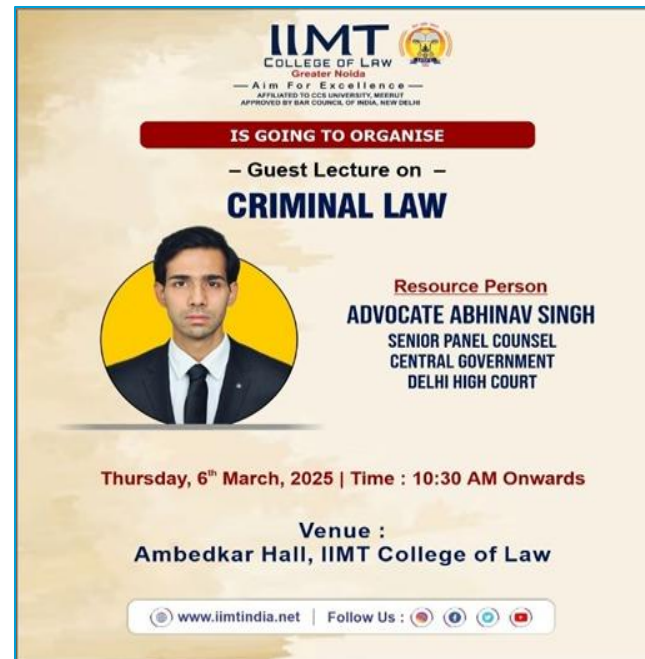 IIMT
COLLEGE OF LAW
Greater Noida
— Aim For Excellence —
AFFILIATED TO CCS UNIVERSITY, MEERUT
APPROVED BY BAR COUNCIL OF INDIA, NEW DELHI
IS GOING TO ORGANISE
– Guest Lecture on –
CRIMINAL LAW
Resource Person
ADVOCATE ABHINAV SINGH
SENIOR PANEL COUNSEL
CENTRAL GOVERNMENT
DELHI HIGH COURT
Thursday, 6th March, 2025 | Time : 10:30 AM Onwards
Venue :
Ambedkar Hall, IIMT College of Law
www.iimtindia.net | Follow Us :